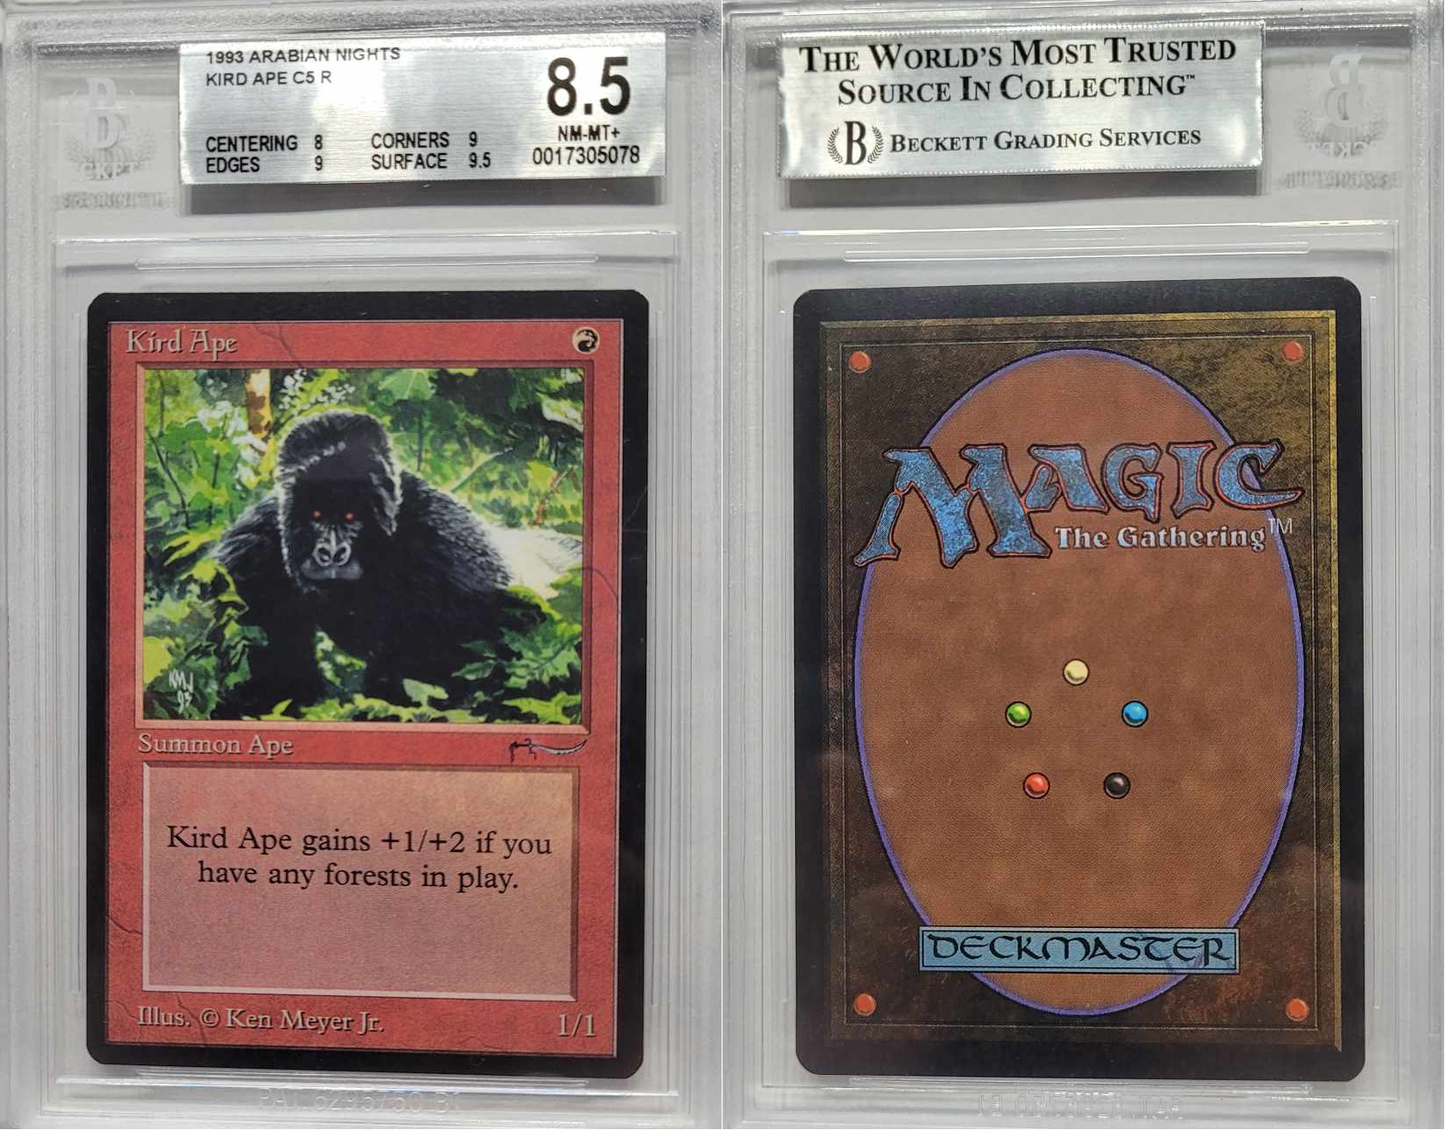 1993 ARABIAN NIGHTS
KIRD APE C5 R
8.5
CENTERING 8 CORNERS 9 NM-MT+
EDGES 9 SURFACE 9.5 0017305078
Kird Ape
KMJ
93
Summon Ape
Kird Ape gains +1/+2 if you
have any forests in play.
Illus. © Ken Meyer Jr. 1/1
THE WORLD'S MOST TRUSTED
SOURCE IN COLLECTING™
B BECKETT GRADING SERVICES
MAGIC
The Gathering™
DECKMASTER